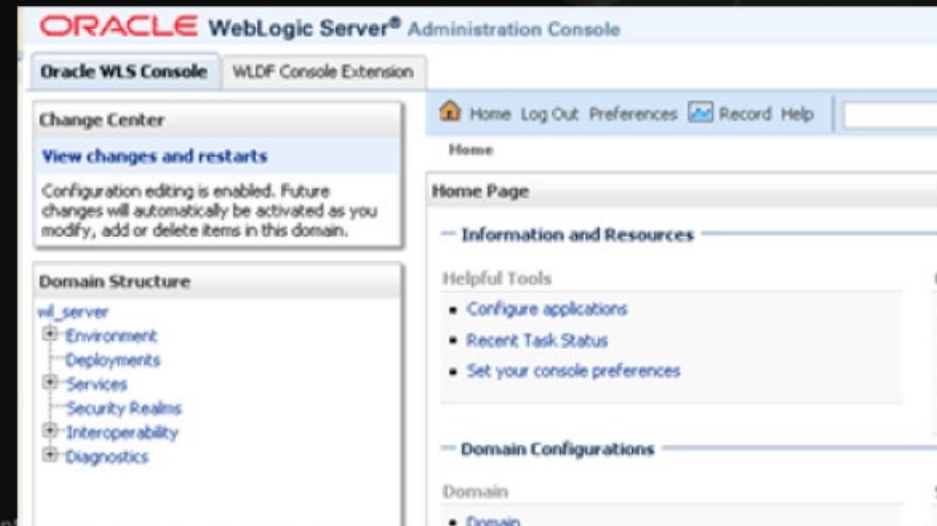 ORACLE WebLogic Server® Administration Console
Oracle WLS Console WLDF Console Extension
Change Center
View changes and restarts
Configuration editing is enabled. Future
changes will automatically be activated as you
modify, add or delete items in this domain.
Domain Structure
wl_server
Environment
Deployments
Services
Security Realms
Interoperability
Diagnostics
Home Log Out Preferences Record Help
Home
Home Page
Information and Resources
Helpful Tools
Configure applications
Recent Task Status
Set your console preferences
Domain Configurations
Domain
Domain